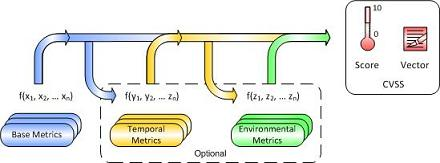 10
0
Score
Vector
CVSS
f(x₁, x₂, ... xₙ)
f(y₁, y₂, ... zₙ)
f(z₁, z₂, ... zₙ)
Base Metrics
Temporal
Metrics
Environmental
Metrics
Optional